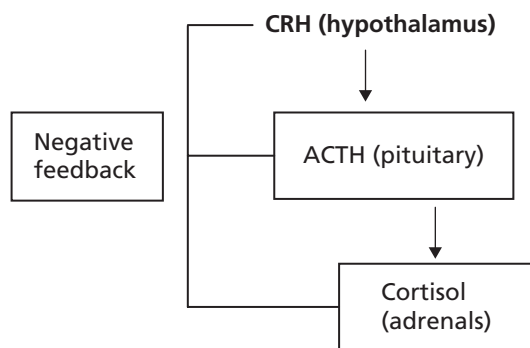 CRH (hypothalamus)
Negative
feedback
ACTH (pituitary)
Cortisol
(adrenals)